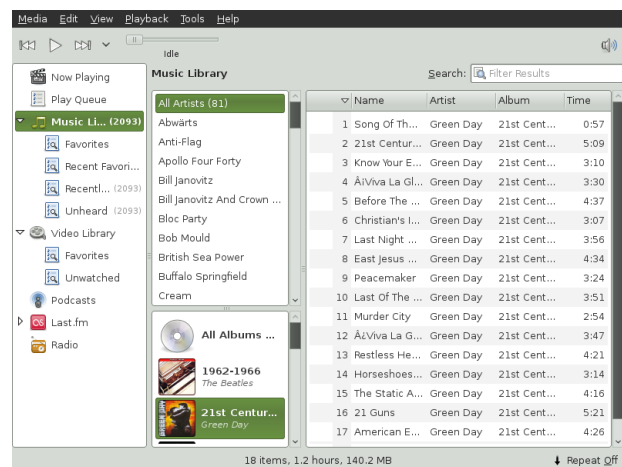 Media Edit View Playback Tools Help
Idle
Now Playing
Play Queue
Music Li... (2093)
Favorites
Recent Favori...
Recentl... (2093)
Unheard (2093)
Video Library
Favorites
Unwatched
Podcasts
Last.fm
Radio
Music Library
Search: Filter Results
All Artists (81)
Abwärts
Anti-Flag
Apollo Four Forty
Bill Janovitz
Bill Janovitz And Crown ...
Bloc Party
Bob Mould
British Sea Power
Buffalo Springfield
Cream
All Albums ...
1962-1966
The Beatles
21st Centur...
Green Day
Name Artist Album Time
1 Song Of Th... Green Day 21st Cent... 0:57
2 21st Centur... Green Day 21st Cent... 5:09
3 Know Your E... Green Day 21st Cent... 3:10
4 Â¡Viva La Gl... Green Day 21st Cent... 3:30
5 Before The ... Green Day 21st Cent... 4:37
6 Christian's I... Green Day 21st Cent... 3:07
7 Last Night ... Green Day 21st Cent... 3:56
8 East Jesus ... Green Day 21st Cent... 4:34
9 Peacemaker Green Day 21st Cent... 3:24
10 Last Of The ... Green Day 21st Cent... 3:51
11 Murder City Green Day 21st Cent... 2:54
12 Â¿Viva La G... Green Day 21st Cent... 3:47
13 Restless He... Green Day 21st Cent... 4:21
14 Horseshoes... Green Day 21st Cent... 3:14
15 The Static A... Green Day 21st Cent... 4:16
16 21 Guns Green Day 21st Cent... 5:21
17 American E... Green Day 21st Cent... 4:26
18 items, 1.2 hours, 140.2 MB
Repeat Off